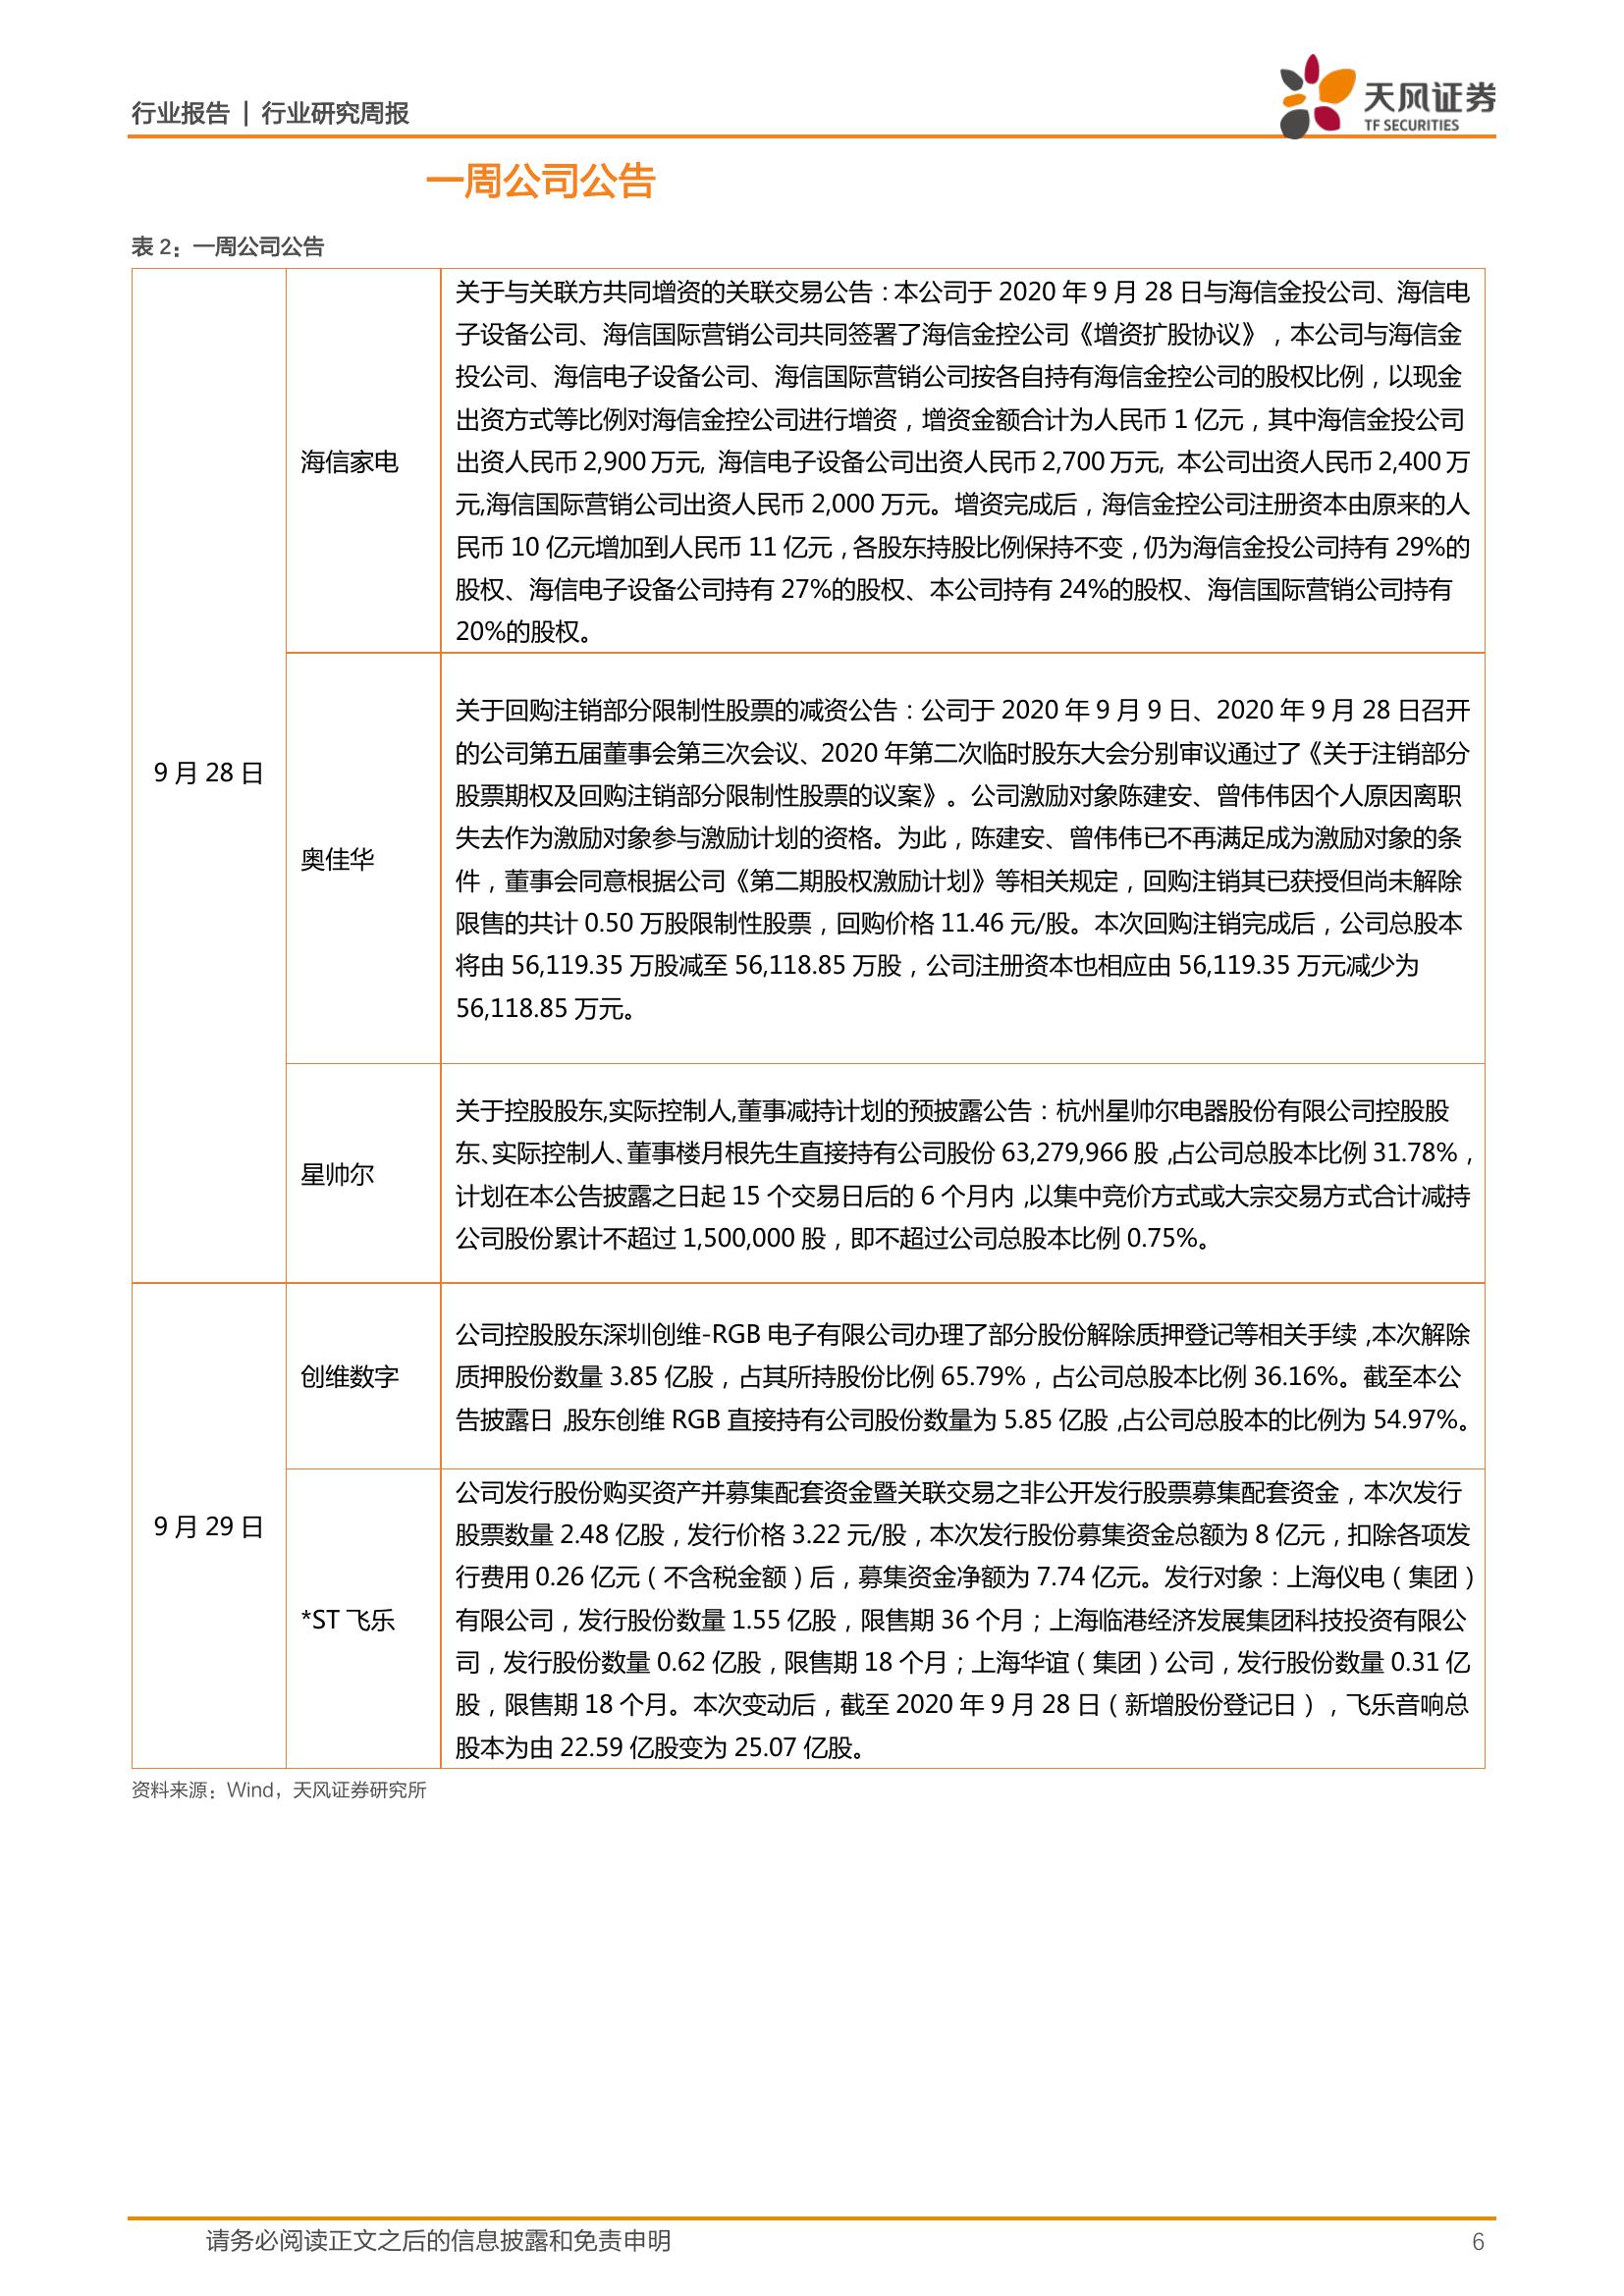 行业报告 | 行业研究周报
天风证券
TF SECURITIES
一周公司公告
表 2：一周公司公告
9 月 28 日
海信家电
关于与关联方共同增资的关联交易公告：本公司于 2020 年 9 月 28 日与海信金投公司、海信电
子设备公司、海信国际营销公司共同签署了海信金控公司《增资扩股协议》，本公司与海信金
投公司、海信电子设备公司、海信国际营销公司按各自持有海信金控公司的股权比例，以现金
出资方式等比例对海信金控公司进行增资，增资金额合计为人民币 1 亿元，其中海信金投公司
出资人民币 2,900 万元, 海信电子设备公司出资人民币 2,700 万元, 本公司出资人民币 2,400 万
元,海信国际营销公司出资人民币 2,000 万元。增资完成后，海信金控公司注册资本由原来的人
民币 10 亿元增加到人民币 11 亿元，各股东持股比例保持不变，仍为海信金投公司持有 29%的
股权、海信电子设备公司持有 27%的股权、本公司持有 24%的股权、海信国际营销公司持有
20%的股权。
奥佳华
关于回购注销部分限制性股票的减资公告：公司于 2020 年 9 月 9 日、2020 年 9 月 28 日召开
的公司第五届董事会第三次会议、2020 年第二次临时股东大会分别审议通过了《关于注销部分
股票期权及回购注销部分限制性股票的议案》。公司激励对象陈建安、曾伟伟因个人原因离职
失去作为激励对象参与激励计划的资格。为此，陈建安、曾伟伟已不再满足成为激励对象的条
件，董事会同意根据公司《第二期股权激励计划》等相关规定，回购注销其已获授但尚未解除
限售的共计 0.50 万股限制性股票，回购价格 11.46 元/股。本次回购注销完成后，公司总股本
将由 56,119.35 万股减至 56,118.85 万股，公司注册资本也相应由 56,119.35 万元减少为
56,118.85 万元。
星帅尔
关于控股股东,实际控制人,董事减持计划的预披露公告：杭州星帅尔电器股份有限公司控股股
东、实际控制人、董事楼月根先生直接持有公司股份 63,279,966 股，占公司总股本比例 31.78%，
计划在本公告披露之日起 15 个交易日后的 6 个月内，以集中竞价方式或大宗交易方式合计减持
公司股份累计不超过 1,500,000 股，即不超过公司总股本比例 0.75%。
9 月 29 日
创维数字
公司控股股东深圳创维-RGB 电子有限公司办理了部分股份解除质押登记等相关手续，本次解除
质押股份数量 3.85 亿股，占其所持股份比例 65.79%，占公司总股本比例 36.16%。截至本公
告披露日，股东创维 RGB 直接持有公司股份数量为 5.85 亿股，占公司总股本的比例为 54.97%。
*ST 飞乐
公司发行股份购买资产并募集配套资金暨关联交易之非公开发行股票募集配套资金，本次发行
股票数量 2.48 亿股，发行价格 3.22 元/股，本次发行股份募集资金总额为 8 亿元，扣除各项发
行费用 0.26 亿元（不含税金额）后，募集资金净额为 7.74 亿元。发行对象：上海仪电（集团）
有限公司，发行股份数量 1.55 亿股，限售期 36 个月；上海临港经济发展集团科技投资有限公
司，发行股份数量 0.62 亿股，限售期 18 个月；上海华谊（集团）公司，发行股份数量 0.31 亿
股，限售期 18 个月。本次变动后，截至 2020 年 9 月 28 日（新增股份登记日），飞乐音响总
股本为由 22.59 亿股变为 25.07 亿股。
资料来源：Wind，天风证券研究所
请务必阅读正文之后的信息披露和免责申明
6